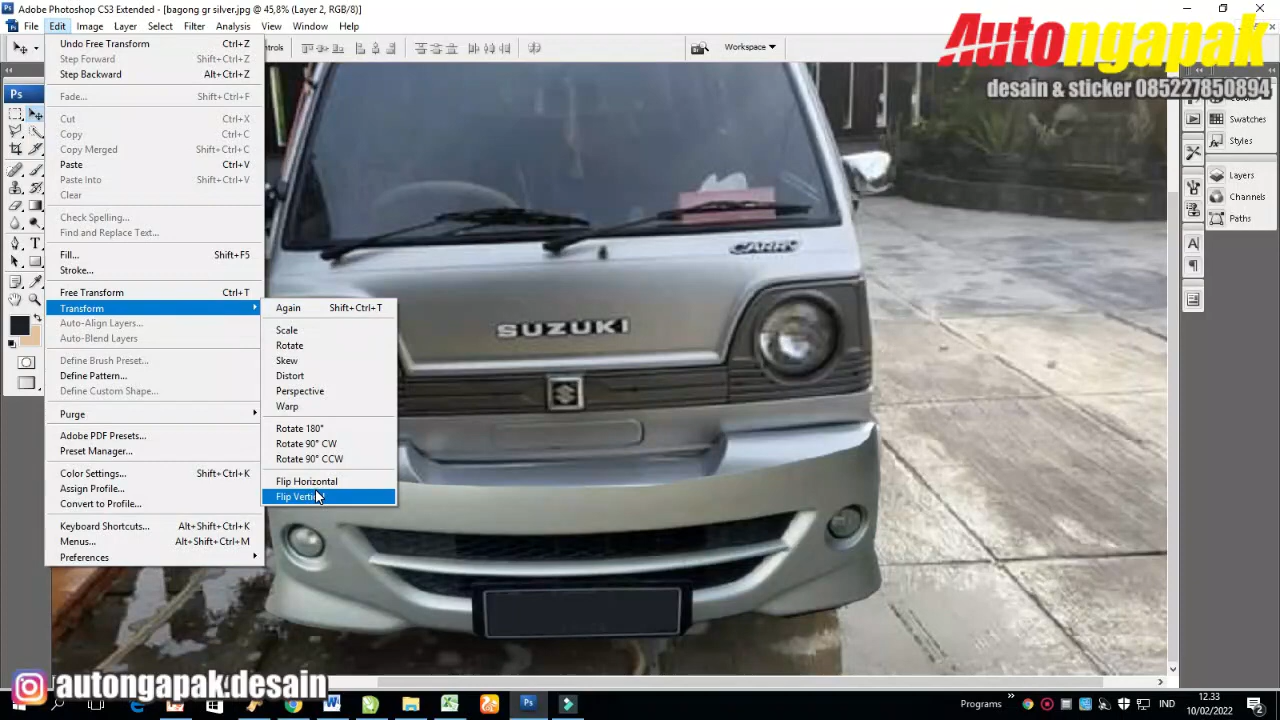 Adobe Photoshop CS3 Extended - [bagong gr silver.jpg @ 45,8% (Layer 2, RGB/8)]
File Edit Image Layer Select Filter Analysis View Window Help
Workspace
Autongapak
desain & sticker 085227850894
Ps
Undo Free Transform Ctrl+Z
Step Forward Shift+Ctrl+Z
Step Backward Alt+Ctrl+Z
Fade... Shift+Ctrl+F
Cut Ctrl+X
Copy Ctrl+C
Copy Merged Shift+Ctrl+C
Paste Ctrl+V
Paste Into Shift+Ctrl+V
Clear
Check Spelling...
Find and Replace Text...
Fill... Shift+F5
Stroke...
Free Transform Ctrl+T
Transform
Auto-Align Layers...
Auto-Blend Layers
Define Brush Preset...
Define Pattern...
Define Custom Shape...
Purge
Adobe PDF Presets...
Preset Manager...
Color Settings... Shift+Ctrl+K
Assign Profile...
Convert to Profile...
Keyboard Shortcuts... Alt+Shift+Ctrl+K
Menus... Alt+Shift+Ctrl+M
Preferences
Again Shift+Ctrl+T
Scale
Rotate
Skew
Distort
Perspective
Warp
Rotate 180°
Rotate 90° CW
Rotate 90° CCW
Flip Horizontal
Flip
Swatches
Styles
Layers
Channels
Paths
CARRY
SUZUKI
autongapak.desain
Programs
IND
12.33
10/02/2022
2